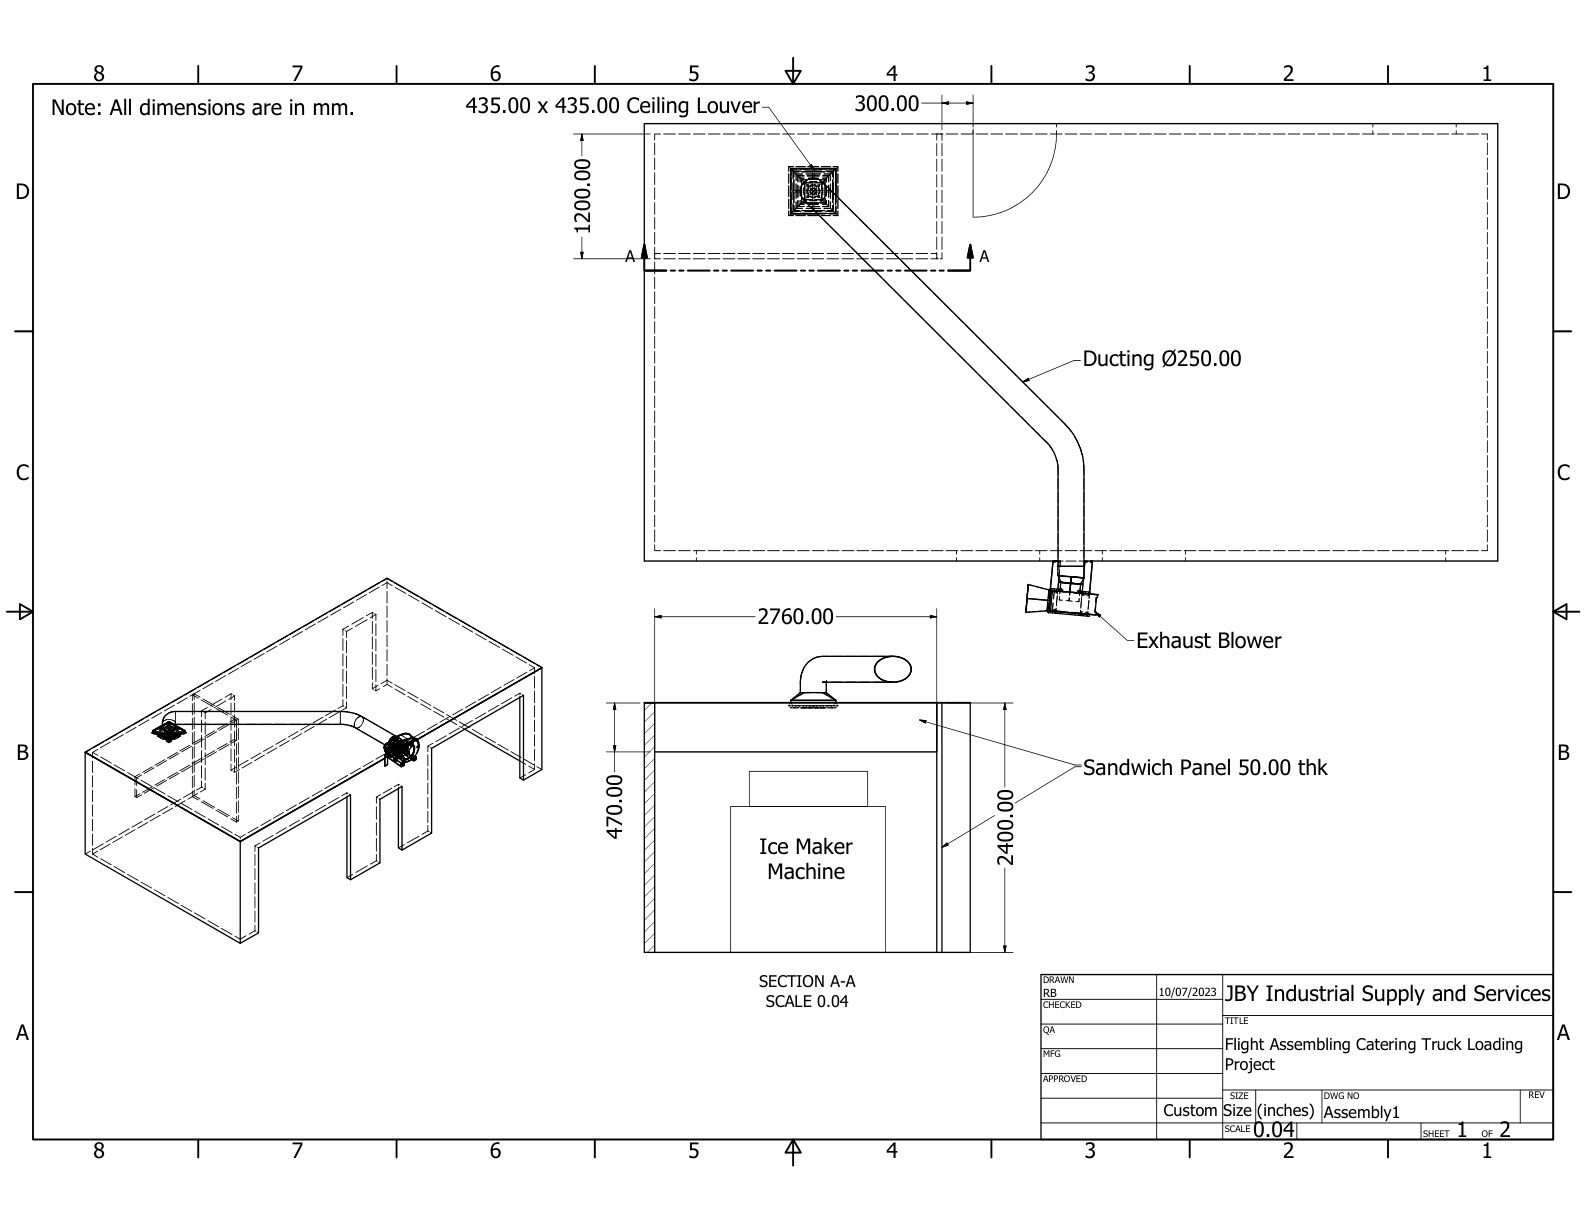 8 7 6 5 4 3 2 1
Note: All dimensions are in mm.
435.00 x 435.00 Ceiling Louver
300.00
D
D
1200.00
A
A
Ducting Ø250.00
C
C
2760.00
Exhaust Blower
B
B
Sandwich Panel 50.00 thk
470.00
2400.00
Ice Maker
Machine
SECTION A-A
SCALE 0.04
A
A
DRAWN
RB
10/07/2023
JBY Industrial Supply and Services
CHECKED
TITLE
QA
Flight Assembling Catering Truck Loading
Project
MFG
APPROVED
SIZE
DWG NO
REV
Custom Size (inches)
Assembly1
SCALE 0.04
SHEET 1 OF 2
8 7 6 5 4 3 2 1